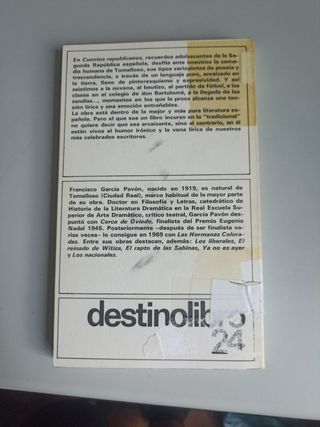 En Cuentos republicanos, recuerdos adolescentes de la Se-
gunda República española, desfila ante nosotros la come-
dia humana de Tomelloso, sus tipos variopintos de poesía y
trascendencia, a través de un lenguaje puro, enraizado en
la tierra, lleno de pintoresquismo y expresividad. Y así
asistimos a la novena, al bautizo, al partido de fútbol, a las
clases en el colegio de don Bartolomé, a la llegada de las
sandías..., momentos en los que la prosa alcanza una ten-
sión lírica y una emoción entrañables.
La obra está dentro de la mejor y más pura literatura es-
pañola. Pero el que sea un libro incurso en lo "tradicional"
no quiere decir que sea arcaizante, sino al contrario, en él
están vivos el humor irónico y la vena lírica de nuestros
más celebrados escritores.
Francisco García Pavón, nacido en 1919, es natural de
Tomelloso (Ciudad Real), marco habitual de la mayor parte
de su obra. Doctor en Filosofía y Letras, catedrático de
Historia de la Literatura Dramática en la Real Escuela Supe-
rior de Arte Dramático, crítico teatral, García Pavón des-
puntó con Cerca de Oviedo, finalista del Premio Eugenio
Nadal 1945. Posteriormente –después de ser finalista va-
rias veces– lo consigue en 1969 con Las Hermanas Colora-
das. Entre sus obras destacan, además: Los liberales, El
reinado de Witiza, El rapto de las Sabinas, Ya no es ayer
y Los nacionales.
destinolibro
24